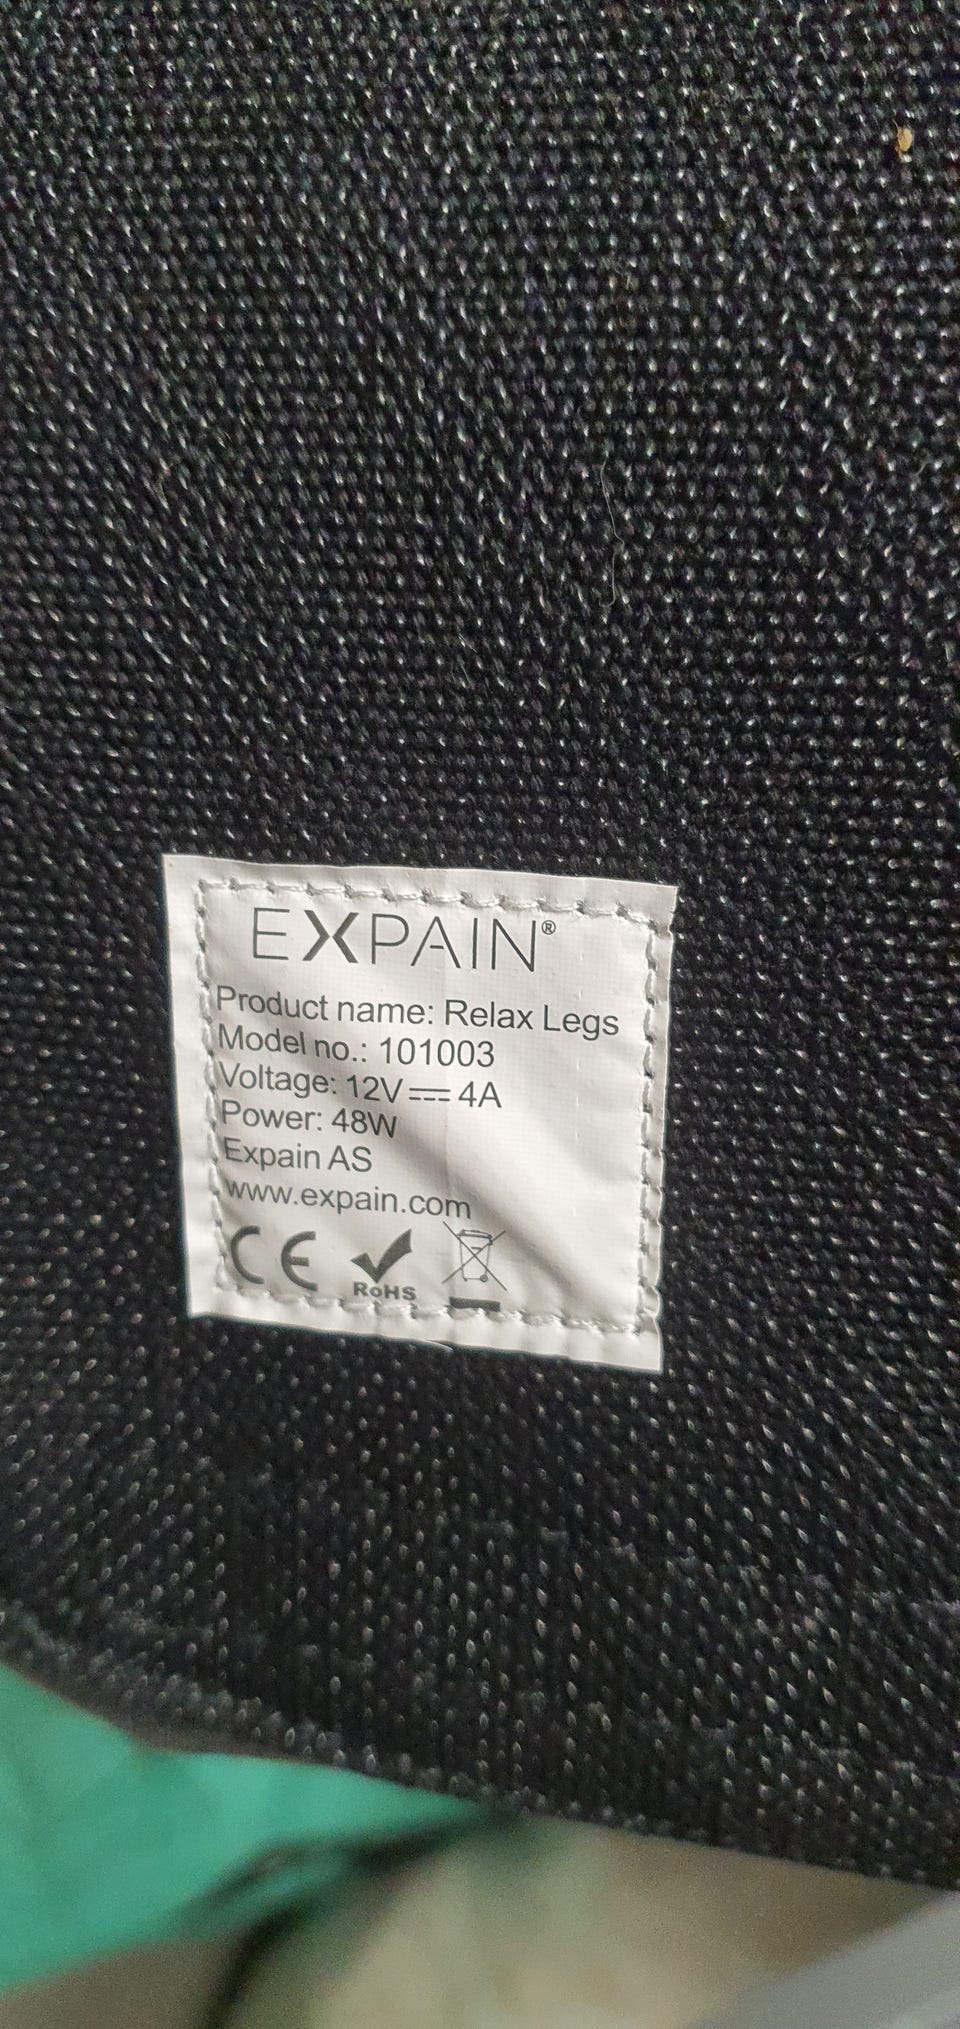 EXPAIN®
Product name: Relax Legs
Model no.: 101003
Voltage: 12V⎓4A
Power: 48W
Expain AS
www.expain.com
CE
RoHS